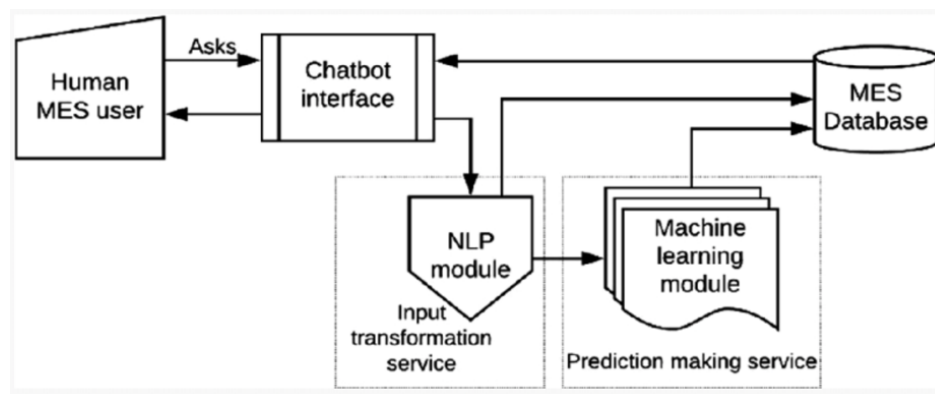 Asks
Human
MES user
Chatbot
interface
MES
Database
NLP
module
Input
transformation
service
Machine
learning
module
Prediction making service